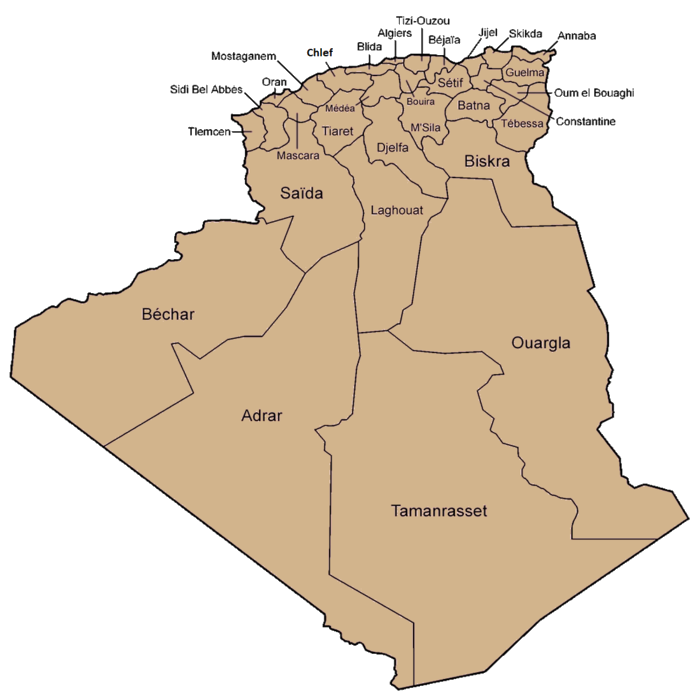 Tizi-Ouzou
Algiers
Jijel
Skikda
Béjaïa
Annaba
Blida
Chlef
Mostaganem
Oran
Sidi Bel Abbès
Tlemcen
Sétif
Guelma
Oum el Bouaghi
Bouira
Médéa
Batna
Constantine
M'Sila
Tébessa
Tiaret
Djelfa
Mascara
Biskra
Saïda
Laghouat
Béchar
Ouargla
Adrar
Tamanrasset